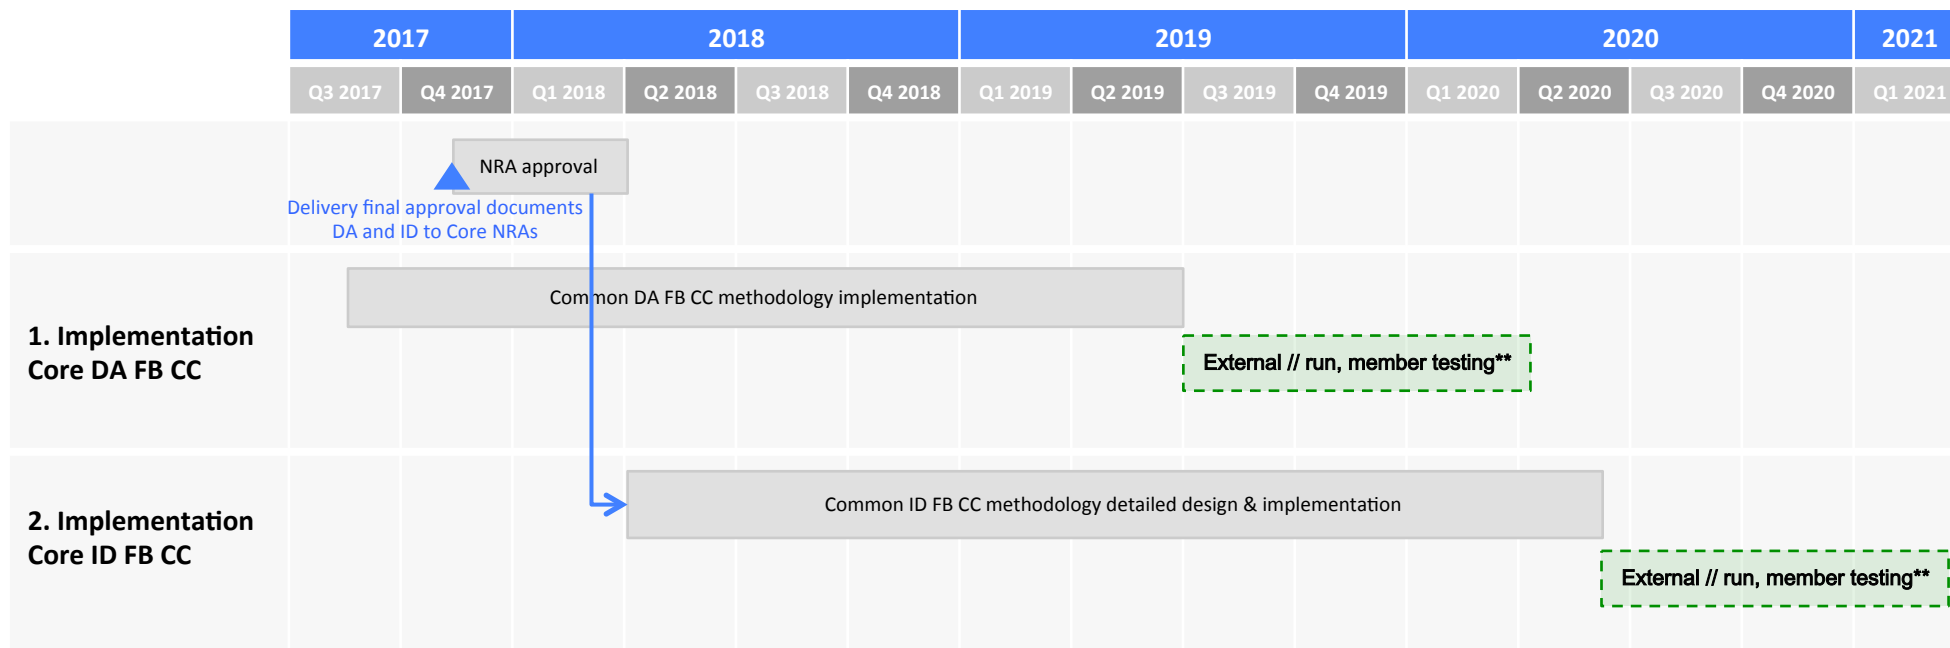 2017 2018 2019 2020 2021
Q3 2017 Q4 2017 Q1 2018 Q2 2018 Q3 2018 Q4 2018 Q1 2019 Q2 2019 Q3 2019 Q4 2019 Q1 2020 Q2 2020 Q3 2020 Q4 2020 Q1 2021
NRA approval
Delivery final approval documents
DA and ID to Core NRAs
1. Implementation
Core DA FB CC
Common DA FB CC methodology implementation
External // run, member testing**
2. Implementation
Core ID FB CC
Common ID FB CC methodology detailed design & implementation
External // run, member testing**